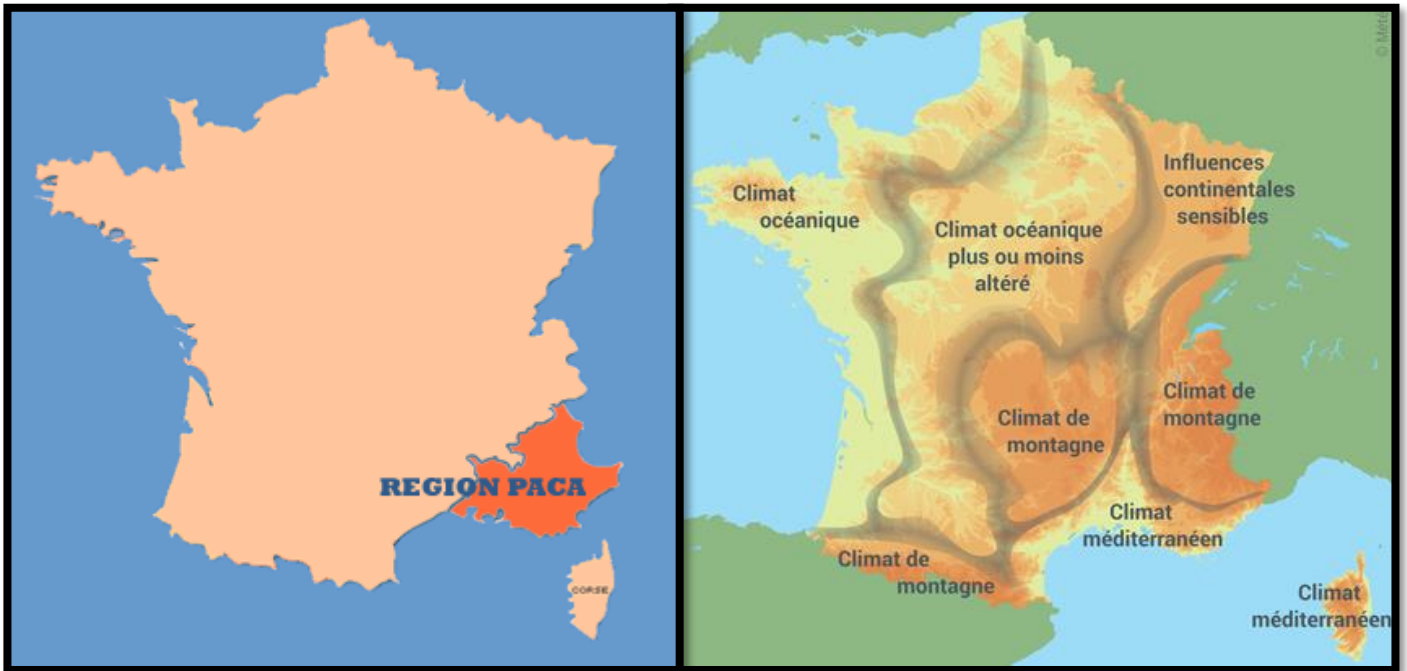 REGION PACA
CORSE
© Mété
Influences
continentales
sensibles
Climat
océanique
Climat océanique
plus ou moins
altéré
Climat de
montagne
Climat de
montagne
Climat
méditerranéen
Climat de
montagne
Climat
méditerranéen